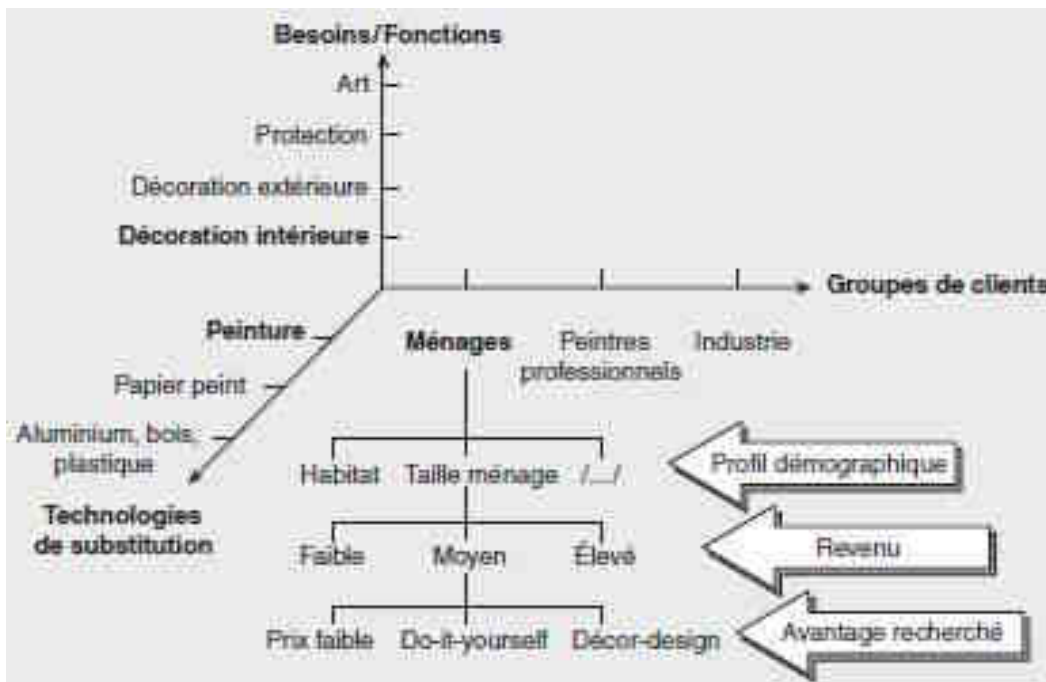 Besoins/Fonctions
Art
Protection
Décoration extérieure
Décoration intérieure
Groupes de clients
Peinture
Ménages
Peintres
professionnels
Industrie
Papier peint
Aluminium, bois,
plastique
Technologies
de substitution
Habitat
Taille ménage
/..../
Profil démographique
Faible
Moyen
Élevé
Revenu
Prix faible
Do-it-yourself
Décor-design
Avantage recherché